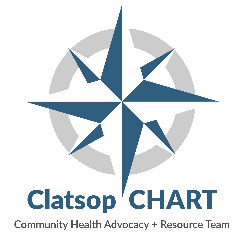 Clatsop CHART
Community Health Advocacy + Resource Team